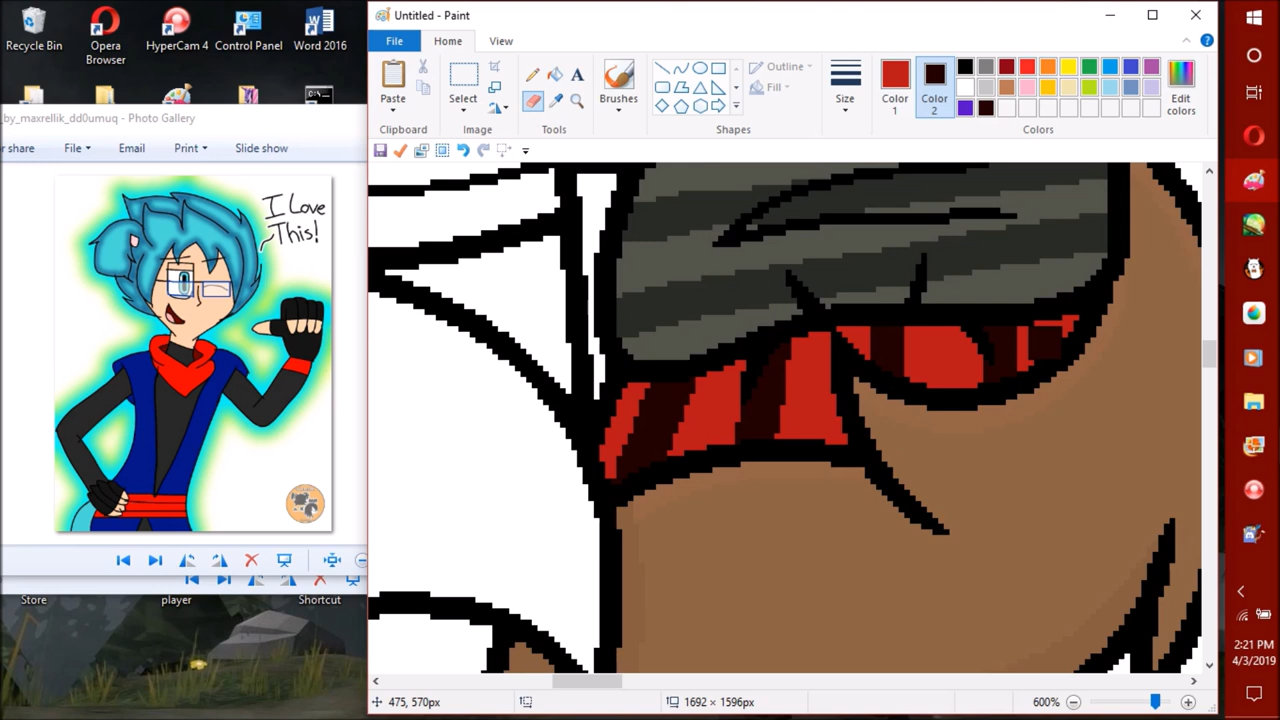 Recycle Bin
Opera
Browser
HyperCam 4
Control Panel
Word 2016
_by_maxrellik_dd0umuq - Photo Gallery
or share
File
Email
Print
Slide show
I Love
This!
Store
player
Shortcut
Untitled - Paint
File
Home
View
Paste
Select
Brushes
Outline
Fill
Size
Color
1
Color
2
Edit
colors
Clipboard
Image
Tools
Shapes
Colors
475, 570px
1692 × 1596px
600%
2:21 PM
4/3/2019